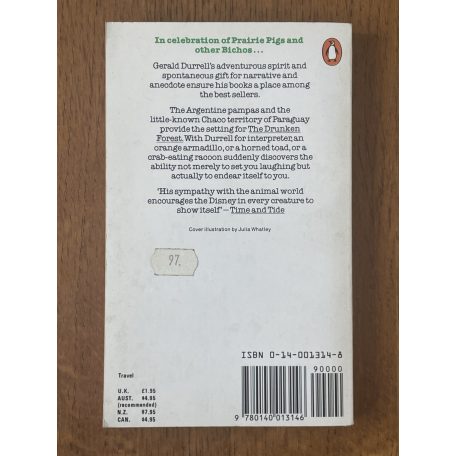 In celebration of Prairie Pigs and
other Bichos...
Gerald Durrell's adventurous spirit and
spontaneous gift for narrative and
anecdote ensure his books a place among
the best sellers.
The Argentine pampas and the
little-known Chaco territory of Paraguay
provide the setting for The Drunken
Forest. With Durrell for interpreter, an
orange armadillo, or a horned toad, or a
crab-eating racoon suddenly discovers the
ability not merely to set you laughing but
actually to endear itself to you.
'His sympathy with the animal world
encourages the Disney in every creature to
show itself' – Time and Tide
Cover illustration by Julia Whatley
97.
ISBN 0-14-001314-8
90000
Travel
U.K. £1.95
AUST. $4.95
(recommended)
N.Z. $7.95
CAN. $4.95
9 780140 013146